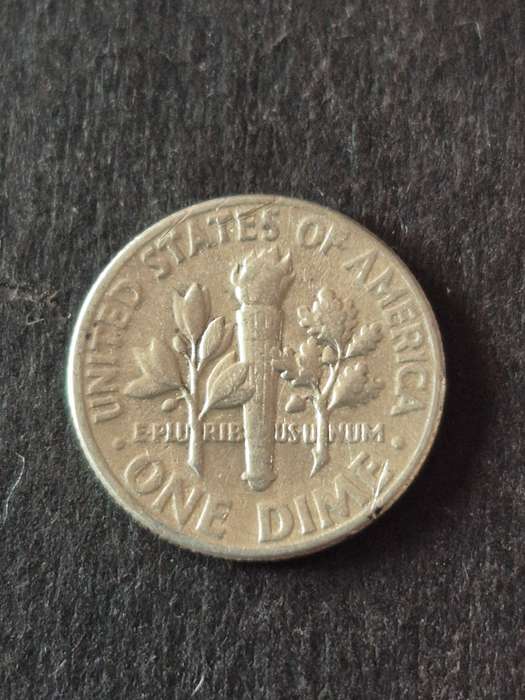 UNITED STATES OF AMERICA
· E PLURIBUS UNUM ·
ONE DIME